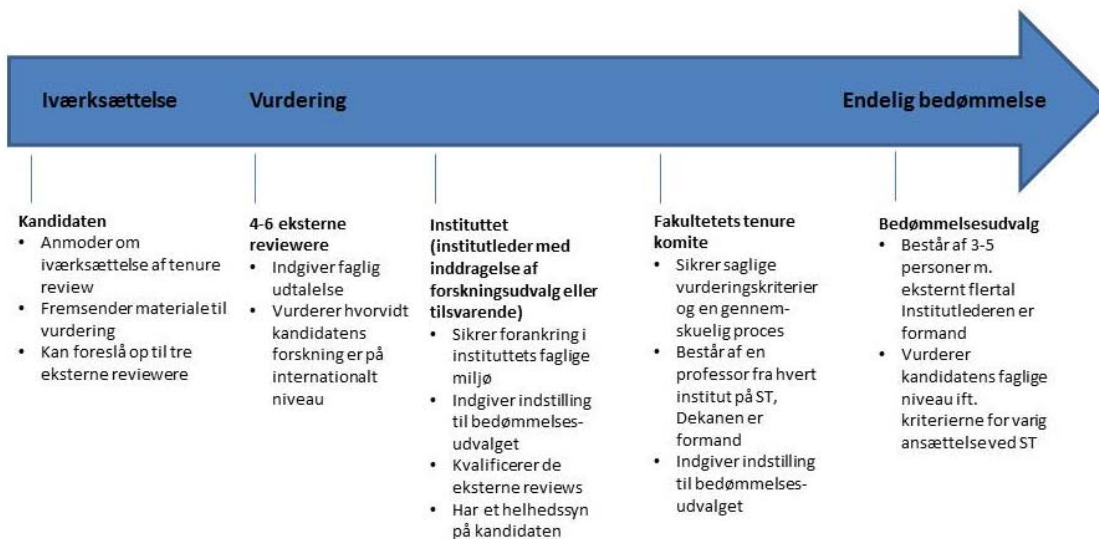 Iværksættelse
Vurdering
Endelig bedømmelse
Kandidaten
• Anmoder om
iværksættelse af tenure
review
• Fremsender materiale til
vurdering
• Kan foreslå op til tre
eksterne reviewere
4-6 eksterne
reviewere
• Indgiver faglig
udtalelse
• Vurderer hvorvidt
kandidatens
forskning er på
internationalt
niveau
Instituttet
(institutleder med
inddragelse af
forskningsudvalg eller
tilsvarende)
• Sikrer forankring i
instituttets faglige
miljø
• Indgiver indstilling
til bedømmelses-
udvalget
• Kvalificerer de
eksterne reviews
• Har et helhedssyn
på kandidaten
Fakultetets tenure
komite
• Sikrer saglige
vurderingskriterier
og en gennem-
skuelig proces
• Består af en
professor fra hvert
institut på ST,
Dekanen er
formand
• Indgiver indstilling
til bedømmelses-
udvalget
Bedømmelsesudvalg
• Består af 3-5
personer m.
eksternt flertal
Institutlederen er
formand
• Vurderer
kandidatens faglige
niveau ift.
kriterierne for varig
ansættelse ved ST